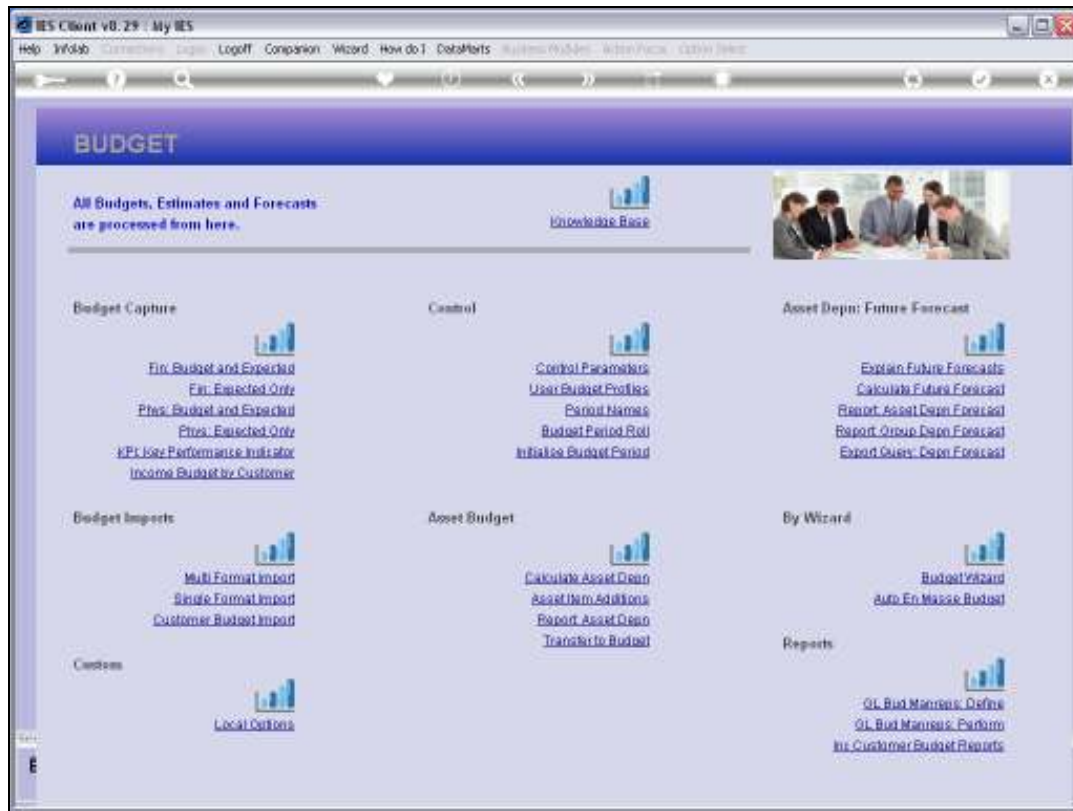 IES Client v8.29 : My IES
Help Infolab Logoff Companion Wizard How do I DataMarts
BUDGET
All Budgets, Estimates and Forecasts
are processed from here.
Knowledge Base
Budget Capture
Fin: Budget and Expected
Fin: Expected Only
Phys: Budget and Expected
Phys: Expected Only
KPI: Key Performance Indicator
Income Budget by Customer
Control
Control Parameters
User Budget Profiles
Period Names
Budget Period Roll
Initialise Budget Period
Asset Depn: Future Forecast
Explain Future Forecasts
Calculate Future Forecast
Report: Asset Depn Forecast
Report: Group Depn Forecast
Export Query: Depn Forecast
Budget Imports
Multi Format Import
Single Format Import
Customer Budget Import
Asset Budget
Calculate Asset Depn
Asset Item Additions
Report Asset Depn
Transfer to Budget
By Wizard
Budget Wizard
Auto En Masse Budget
Custom
Local Options
Reports
GL Bud Manreps: Define
GL Bud Manreps: Perform
Inc Customer Budget Reports